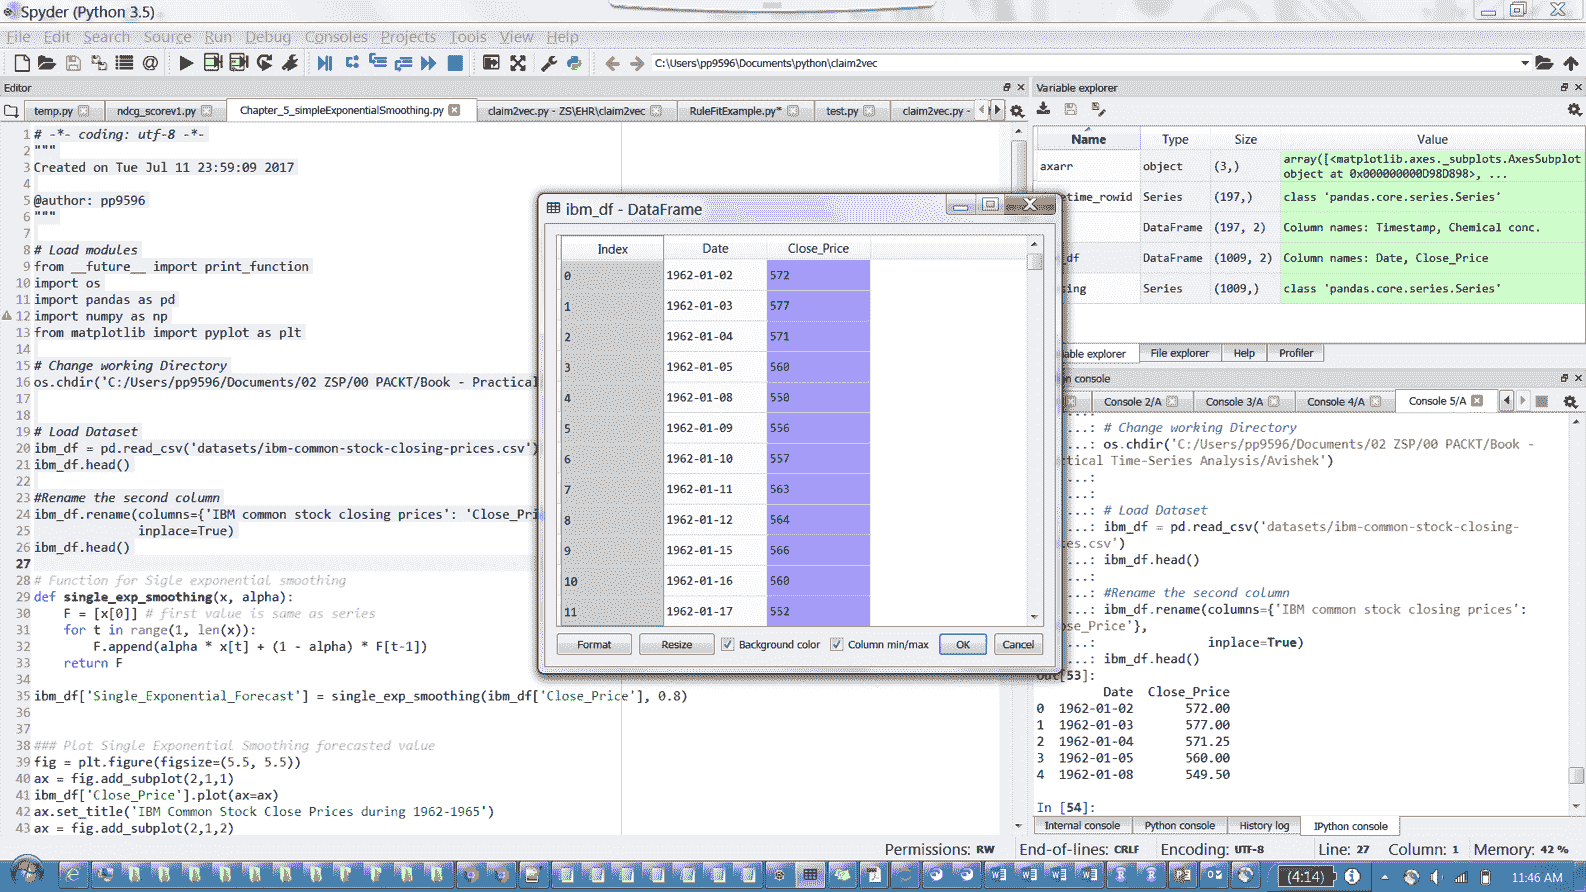 Spyder (Python 3.5)
File Edit Search Source Run Debug Consoles Projects Tools View Help
C:\Users\pp9596\Documents\python\claim2vec
Editor
temp.py ndcg_scorev1.py Chapter_5_simpleExponentialSmoothing.py claim2vec.py - ZS\EHR\claim2vec RuleFitExample.py* test.py claim2vec.py -
1 # -*- coding: utf-8 -*-
2 """
3 Created on Tue Jul 11 23:59:09 2017
4
5 @author: pp9596
6 """
7
8 # Load modules
9 from __future__ import print_function
10 import os
11 import pandas as pd
12 import numpy as np
13 from matplotlib import pyplot as plt
14
15 # Change working Directory
16 os.chdir('C:/Users/pp9596/Documents/02 ZSP/00 PACKT/Book - Practical
17
18
19 # Load Dataset
20 ibm_df = pd.read_csv('datasets/ibm-common-stock-closing-prices.csv')
21 ibm_df.head()
22
23 #Rename the second column
24 ibm_df.rename(columns={'IBM common stock closing prices': 'Close_Pri
25 inplace=True)
26 ibm_df.head()
27
28 # Function for Sigle exponential smoothing
29 def single_exp_smoothing(x, alpha):
30 F = [x[0]] # first value is same as series
31 for t in range(1, len(x)):
32 F.append(alpha * x[t] + (1 - alpha) * F[t-1])
33 return F
34
35 ibm_df['Single_Exponential_Forecast'] = single_exp_smoothing(ibm_df['Close_Price'], 0.8)
36
37
38 ### Plot Single Exponential Smoothing forecasted value
39 fig = plt.figure(figsize=(5.5, 5.5))
40 ax = fig.add_subplot(2,1,1)
41 ibm_df['Close_Price'].plot(ax=ax)
42 ax.set_title('IBM Common Stock Close Prices during 1962-1965')
43 ax = fig.add_subplot(2,1,2)
ibm_df - DataFrame
Index Date Close_Price
0 1962-01-02 572
1 1962-01-03 577
2 1962-01-04 571
3 1962-01-05 560
4 1962-01-08 550
5 1962-01-09 556
6 1962-01-10 557
7 1962-01-11 563
8 1962-01-12 564
9 1962-01-15 566
10 1962-01-16 560
11 1962-01-17 552
Format Resize Background color Column min/max OK Cancel
Variable explorer
Name Type Size Value
axarr object (3,) array([<matplotlib.axes._subplots.AxesSubplot
object at 0x000000000D98D898>, ...
etime_rowid Series (197,) class 'pandas.core.series.Series'
DataFrame (197, 2) Column names: Timestamp, Chemical conc.
_df DataFrame (1009, 2) Column names: Date, Close_Price
sing Series (1009,) class 'pandas.core.series.Series'
able explorer File explorer Help Profiler
n console
Console 2/A Console 3/A Console 4/A Console 5/A
...: # Change working Directory
...: os.chdir('C:/Users/pp9596/Documents/02 ZSP/00 PACKT/Book -
tical Time-Series Analysis/Avishek')
...:
...:
...: # Load Dataset
...: ibm_df = pd.read_csv('datasets/ibm-common-stock-closing-
es.csv')
...: ibm_df.head()
...:
...: #Rename the second column
...: ibm_df.rename(columns={'IBM common stock closing prices':
ose_Price'},
...: inplace=True)
...: ibm_df.head()
Out[53]:
Date Close_Price
0 1962-01-02 572.00
1 1962-01-03 577.00
2 1962-01-04 571.25
3 1962-01-05 560.00
4 1962-01-08 549.50
In [54]:
Internal console Python console History log IPython console
Permissions: RW End-of-lines: CRLF Encoding: UTF-8 Line: 27 Column: 1 Memory: 42 %
(4:14) 11:46 AM